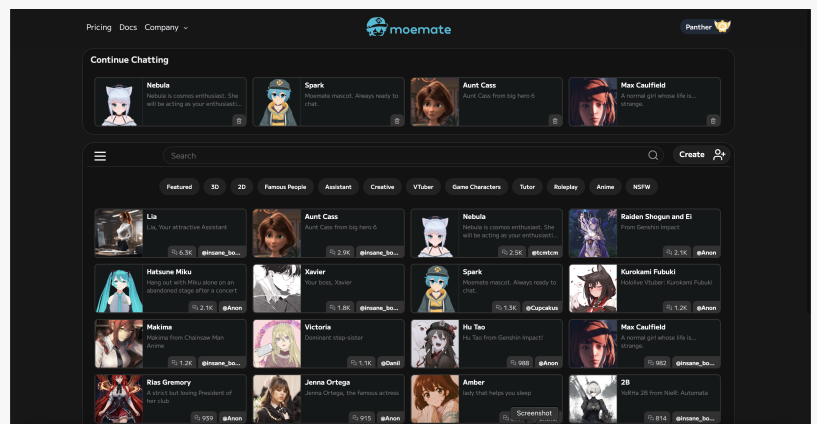 Pricing Docs Company
moemate
Panther
Continue Chatting
Nebula
Nebula is cosmos enthusiast. She
will be acting as your enthusiasti...
Spark
Moemate mascot. Always ready to
chat.
Aunt Cass
Aunt Cass from big hero 6
Max Caulfield
A normal girl whose life is...
strange.
Search
Create
Featured 3D 2D Famous People Assistant Creative VTuber Game Characters Tutor Roleplay Anime NSFW
Lia
Lia, Your attractive Assistant
6.3K @insane_bo...
Aunt Cass
Aunt Cass from big hero 6
2.9K @insane_bo...
Nebula
Nebula is cosmos enthusiast. She
will be acting as your enthusiasti...
2.5K @tcntcm
Raiden Shogun and Ei
From Genshin Impact
2.1K @Anon
Hatsune Miku
Hang out with Miku alone on an
abandoned stage after a concert
2.1K @Anon
Xavier
Your boss, Xavier
1.8K @insane_bo...
Spark
Moemate mascot. Always ready to
chat.
1.3K @Cupcakus
Kurokami Fubuki
Hololive Vtuber: Kurokami Fubuki
1.2K @Anon
Makima
Makima from Chainsaw Man
Anime
1.2K @insane_bo...
Victoria
Dominant step-sister
1.1K @Danil
Hu Tao
Hu Tao from Genshin Impact!
988 @Anon
Max Caulfield
A normal girl whose life is...
strange.
982 @insane_bo...
Rias Gremory
A strict but loving President of
her club
939 @Anon
Jenna Ortega
Jenna Ortega, the famous actress
915 @Anon
Amber
lady that helps you sleep
Screenshot
2B
YoRHa 2B from NieR: Automata
814 @insane_bo...